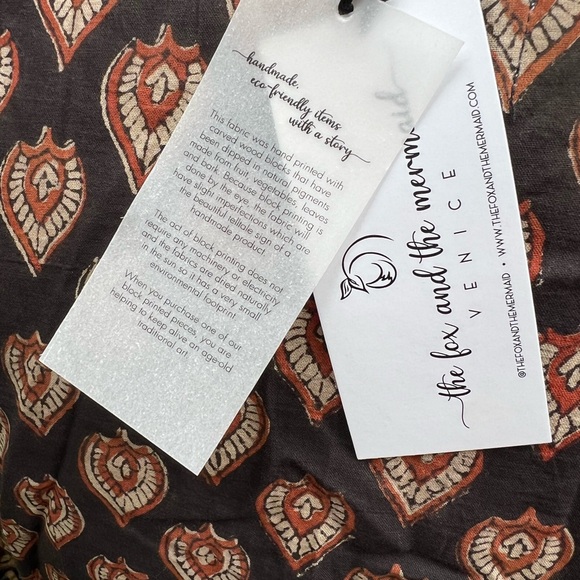 handmade,
eco-friendly items
with a story
This fabric was hand printed with
carved wood blocks that have
been dipped in natural pigments
made from fruit, vegetables, leaves
and bark. Because block printing is
done by the eye, the fabric will
have slight imperfections which are
the beautiful telltale sign of a
handmade product.
The act of block printing does not
require any machinery or electricity
and the fabrics are dried naturally
in the sun, so it has a very small
environmental footprint.
When you purchase one of our
block printed pieces, you are
helping to keep alive an age-old
traditional art.
the fox and the mermaid
VENICE
@THEFOXANDTHEMERMAID • WWW.THEFOXANDTHEMERMAID.COM